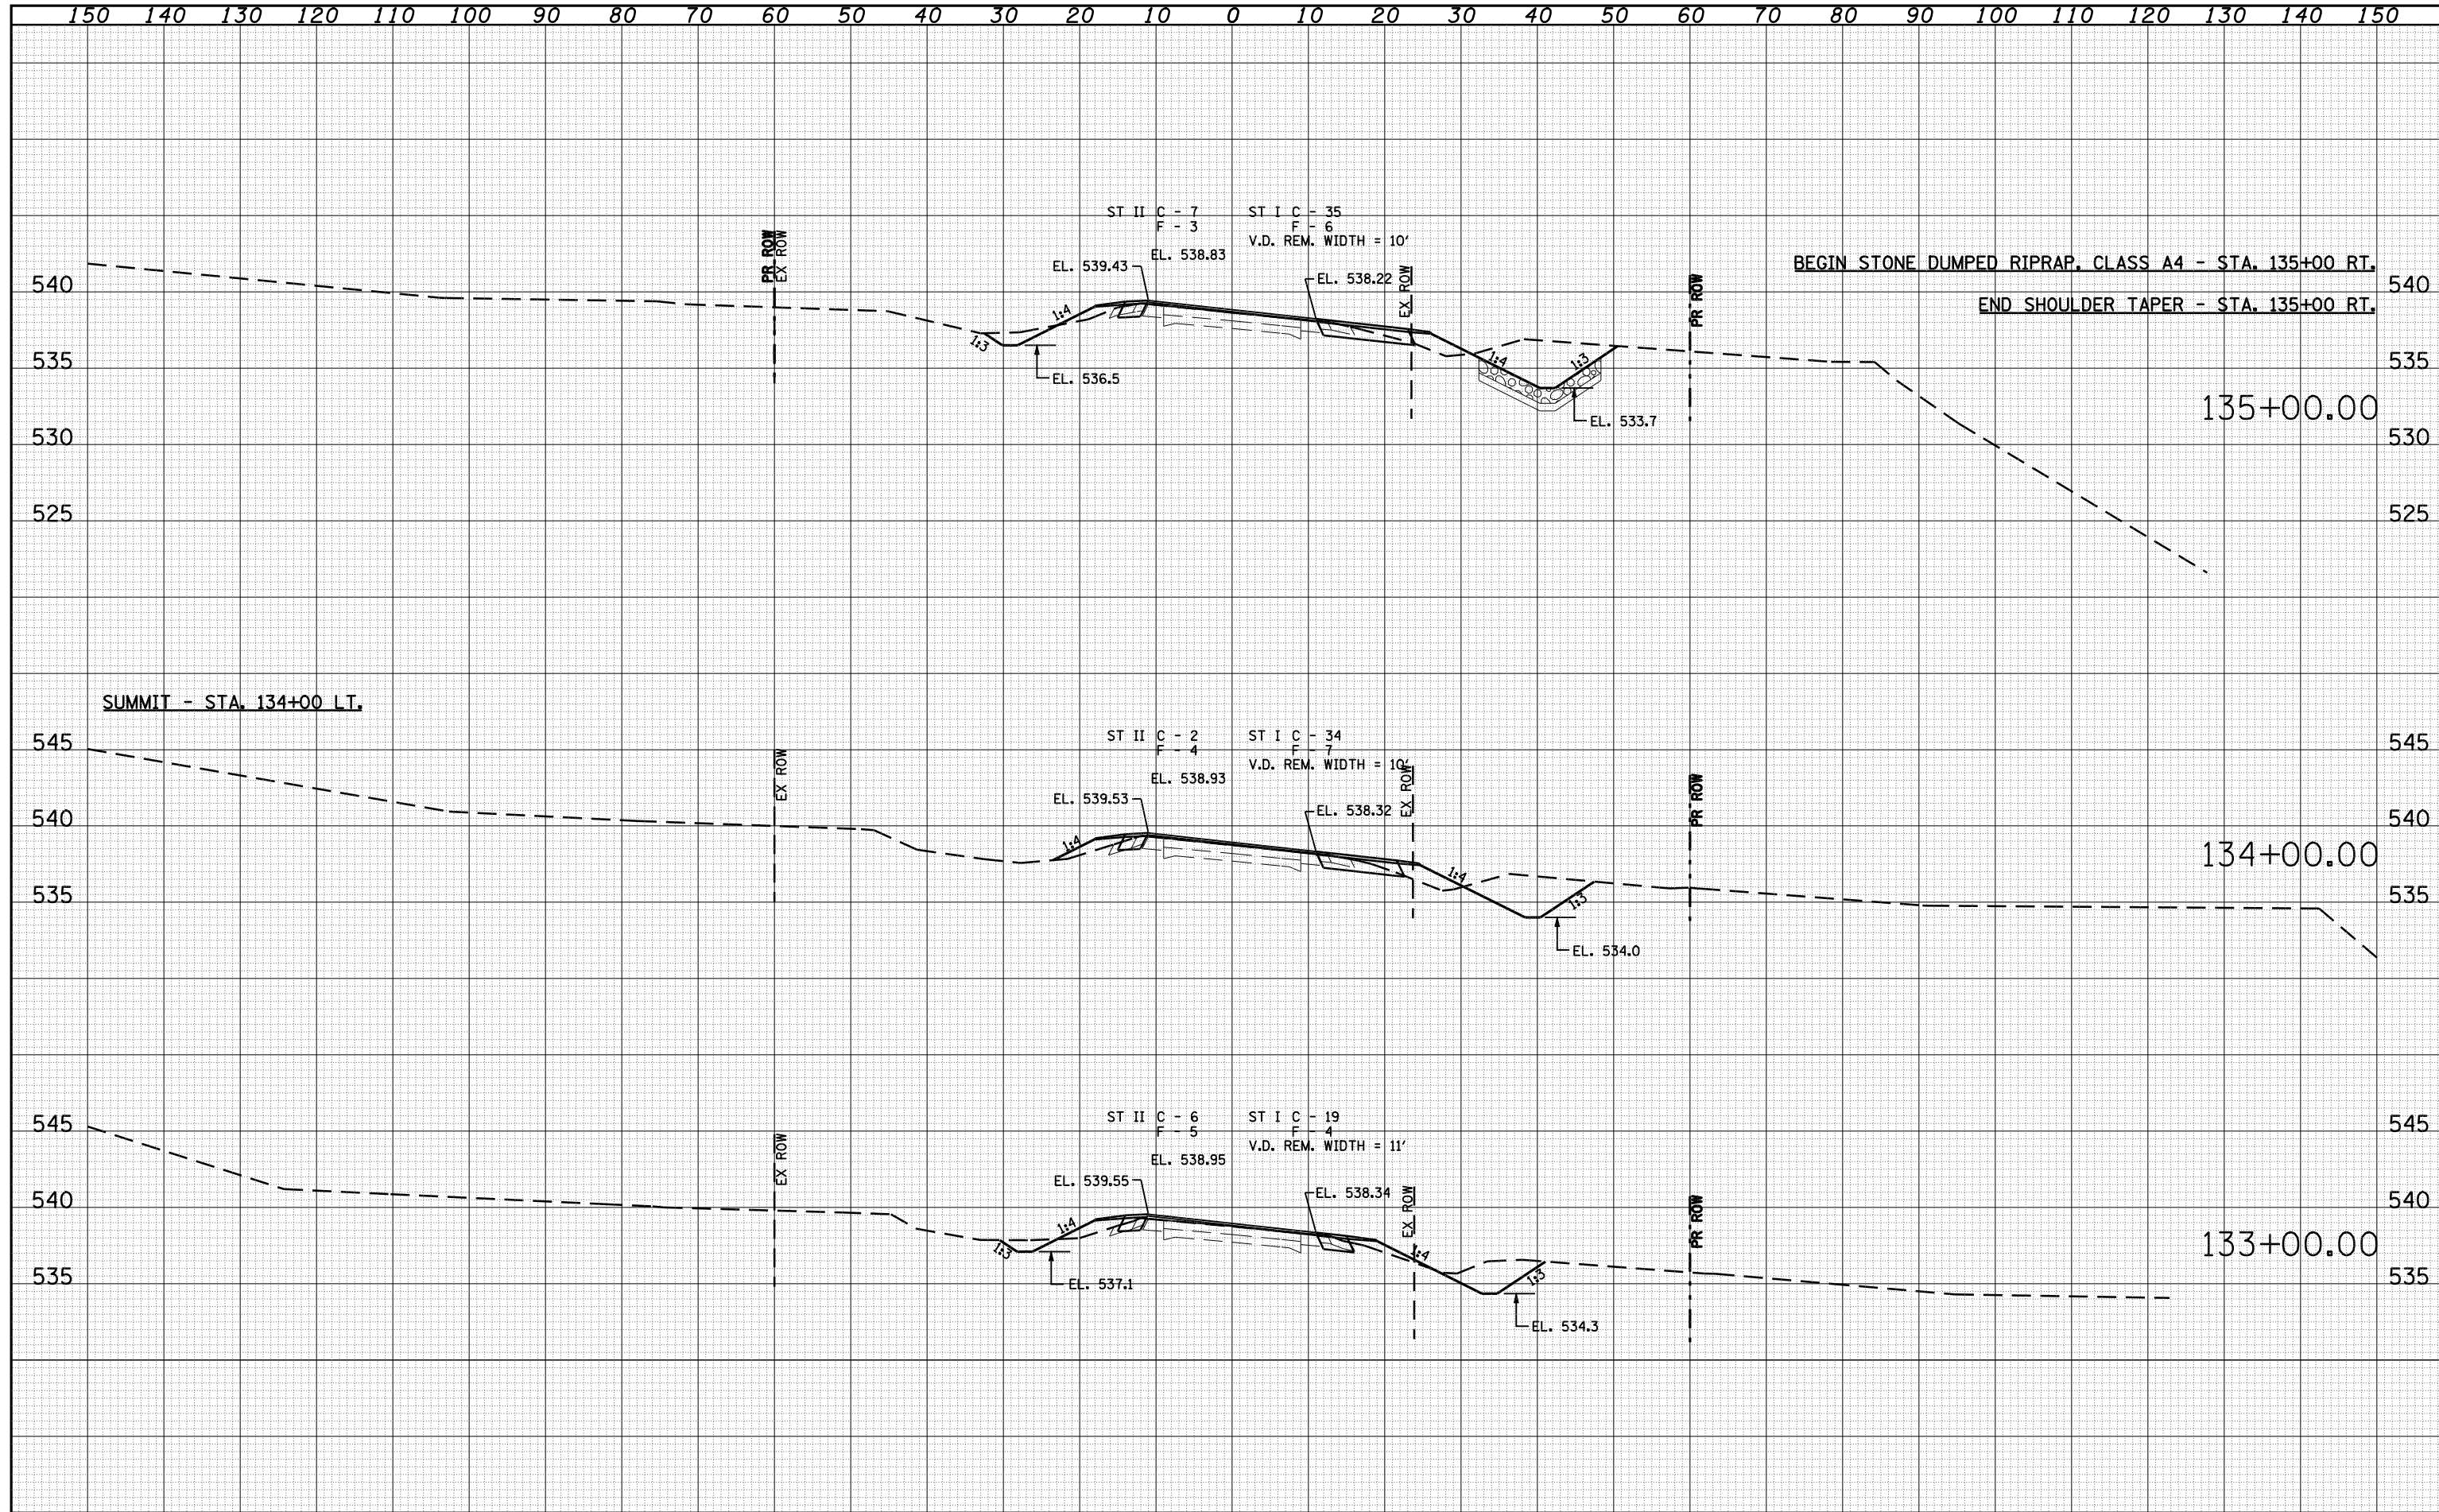 150 140 130 120 110 100 90 80 70 60 50 40 30 20 10 0 10 20 30 40 50 60 70 80 90 100 110 120 130 140 150
ST II C - 7 ST I C - 35
F - 3 F - 6
V.D. REM. WIDTH = 10'
EL. 538.83
EL. 539.43
EL. 538.22
PR ROW
EX ROW
EX ROW
PR ROW
BEGIN STONE DUMPED RIPRAP, CLASS A4 - STA. 135+00 RT.
END SHOULDER TAPER - STA. 135+00 RT.
540 540
1:4
1:3
1:4
1:3
535 535
EL. 536.5
EL. 533.7
135+00.00
530 530
525 525
SUMMIT - STA. 134+00 LT.
ST II C - 2 ST I C - 34
F - 4 F - 7
V.D. REM. WIDTH = 10'
545 545
EL. 538.93
EL. 539.53
EL. 538.32
EX ROW
EX ROW
PR ROW
540 540
1:4
1:4
1:3
134+00.00
535 535
EL. 534.0
ST II C - 6 ST I C - 19
F - 5 F - 4
V.D. REM. WIDTH = 11'
545 545
EL. 538.95
EL. 539.55
EL. 538.34
EX ROW
EX ROW
PR ROW
540 540
1:4
1:3
1:4
1:3
133+00.00
535 535
EL. 537.1
EL. 534.3